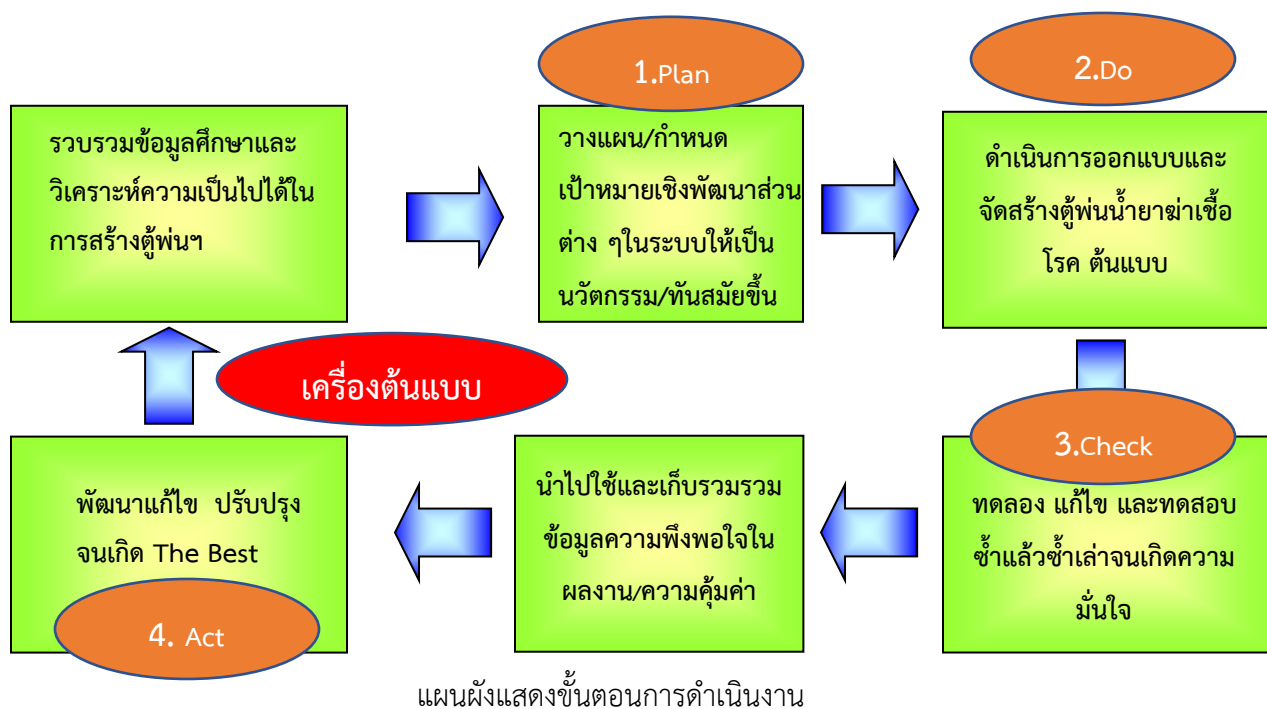 รวบรวมข้อมูลศึกษาและ
วิเคราะห์ความเป็นไปได้ใน
การสร้างตู้พ่นฯ
1.Plan
วางแผน/กำหนด
เป้าหมายเชิงพัฒนาส่วน
ต่าง ๆในระบบให้เป็น
นวัตกรรม/ทันสมัยขึ้น
2.Do
ดำเนินการออกแบบและ
จัดสร้างตู้พ่นน้ำยาฆ่าเชื้อ
โรค ต้นแบบ
เครื่องต้นแบบ
3.Check
ทดลอง แก้ไข และทดสอบ
ซ้ำแล้วซ้ำเล่าจนเกิดความ
มั่นใจ
นำไปใช้และเก็บรวมรวม
ข้อมูลความพึงพอใจใน
ผลงาน/ความคุ้มค่า
พัฒนาแก้ไข  ปรับปรุง
จนเกิด The Best
4. Act
แผนผังแสดงขั้นตอนการดำเนินงาน